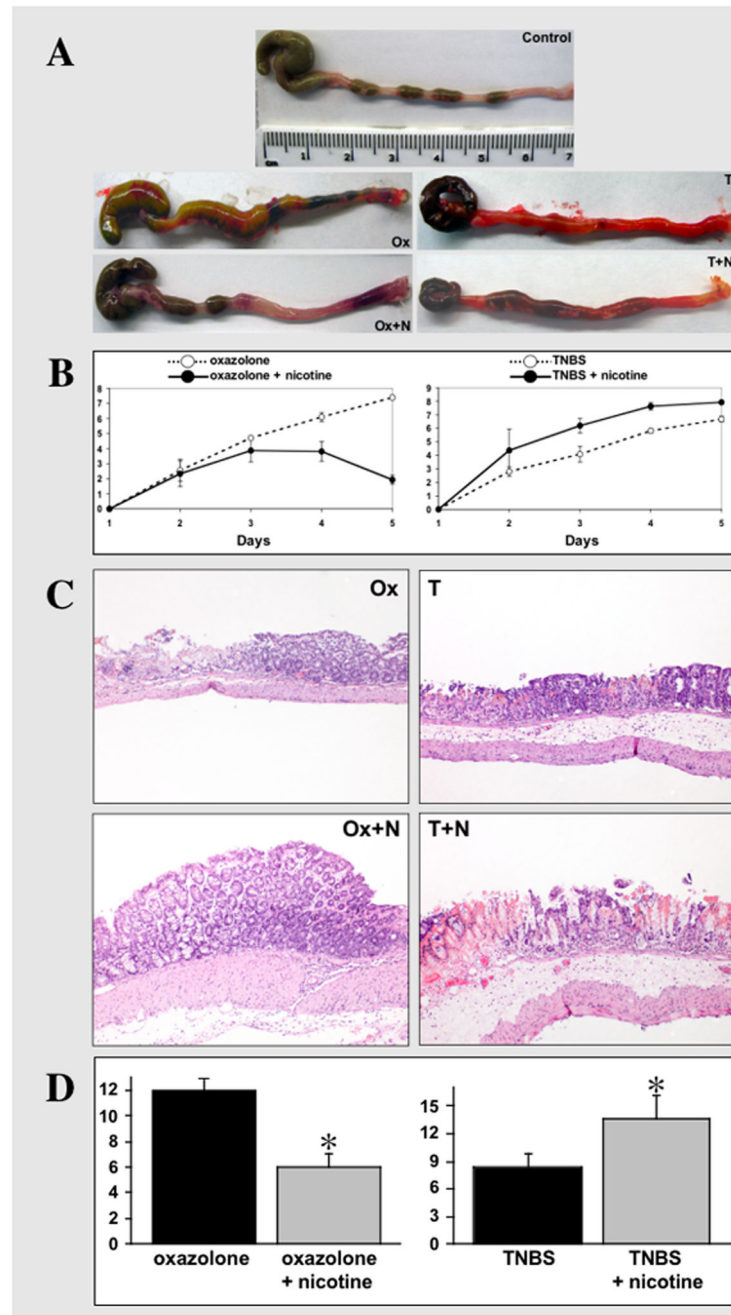 A
Control
cm 1 2 3 4 5 6 7
Ox
T
Ox+N
T+N
B
oxazolone
oxazolone + nicotine
8
7
6
5
4
3
2
1
0
1 2 3 4 5
Days
TNBS
TNBS + nicotine
9
8
7
6
5
4
3
2
1
0
1 2 3 4 5
Days
C
Ox
T
Ox+N
T+N
D
12
10
8
6
4
2
0
*
oxazolone
oxazolone
+ nicotine
15
12
9
6
3
0
*
TNBS
TNBS
+ nicotine